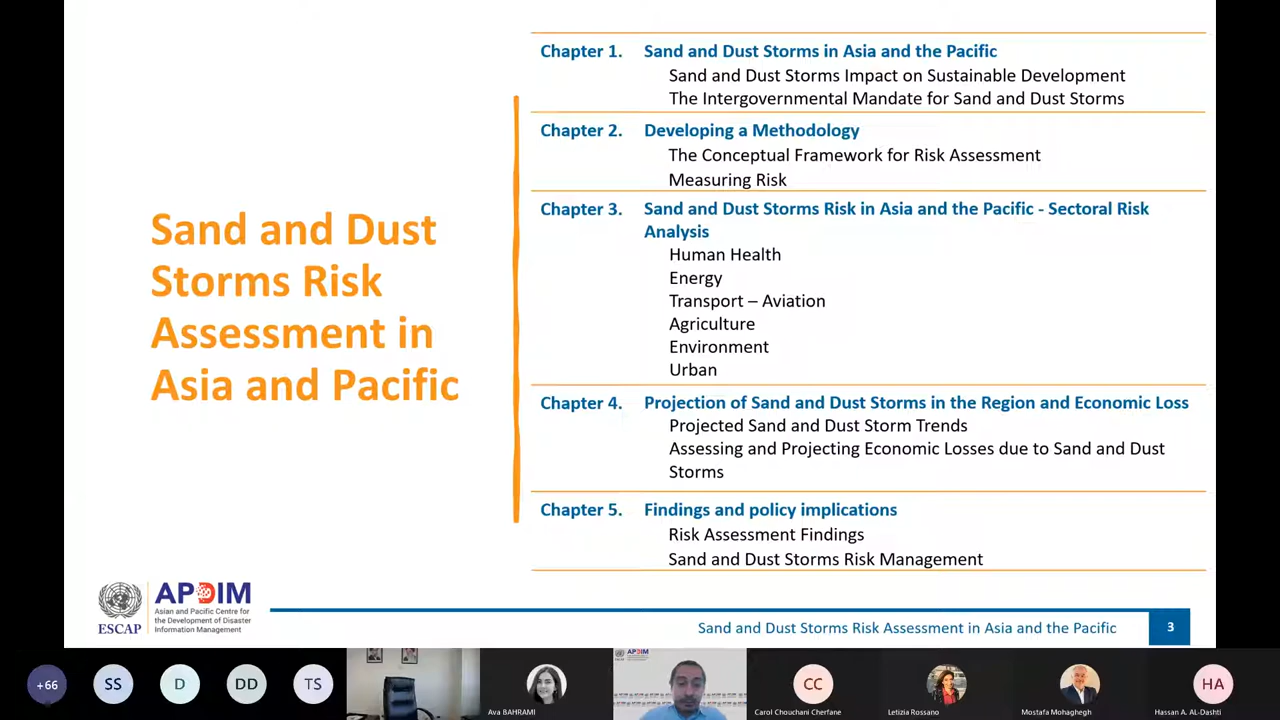 Sand and Dust
Storms Risk
Assessment in
Asia and Pacific
Chapter 1. Sand and Dust Storms in Asia and the Pacific
Sand and Dust Storms Impact on Sustainable Development
The Intergovernmental Mandate for Sand and Dust Storms
Chapter 2. Developing a Methodology
The Conceptual Framework for Risk Assessment
Measuring Risk
Chapter 3. Sand and Dust Storms Risk in Asia and the Pacific - Sectoral Risk
Analysis
Human Health
Energy
Transport – Aviation
Agriculture
Environment
Urban
Chapter 4. Projection of Sand and Dust Storms in the Region and Economic Loss
Projected Sand and Dust Storm Trends
Assessing and Projecting Economic Losses due to Sand and Dust
Storms
Chapter 5. Findings and policy implications
Risk Assessment Findings
Sand and Dust Storms Risk Management
ESCAP
APDIM
Asian and Pacific Centre for
the Development of Disaster
Information Management
Sand and Dust Storms Risk Assessment in Asia and the Pacific 3
+66 SS D DD TS
Ava BAHRAMI
APDIM
CC
Carol Chouchani Cherfane
Letizia Rossano
Mostafa Mohaghegh
HA
Hassan A. AL-Dashti